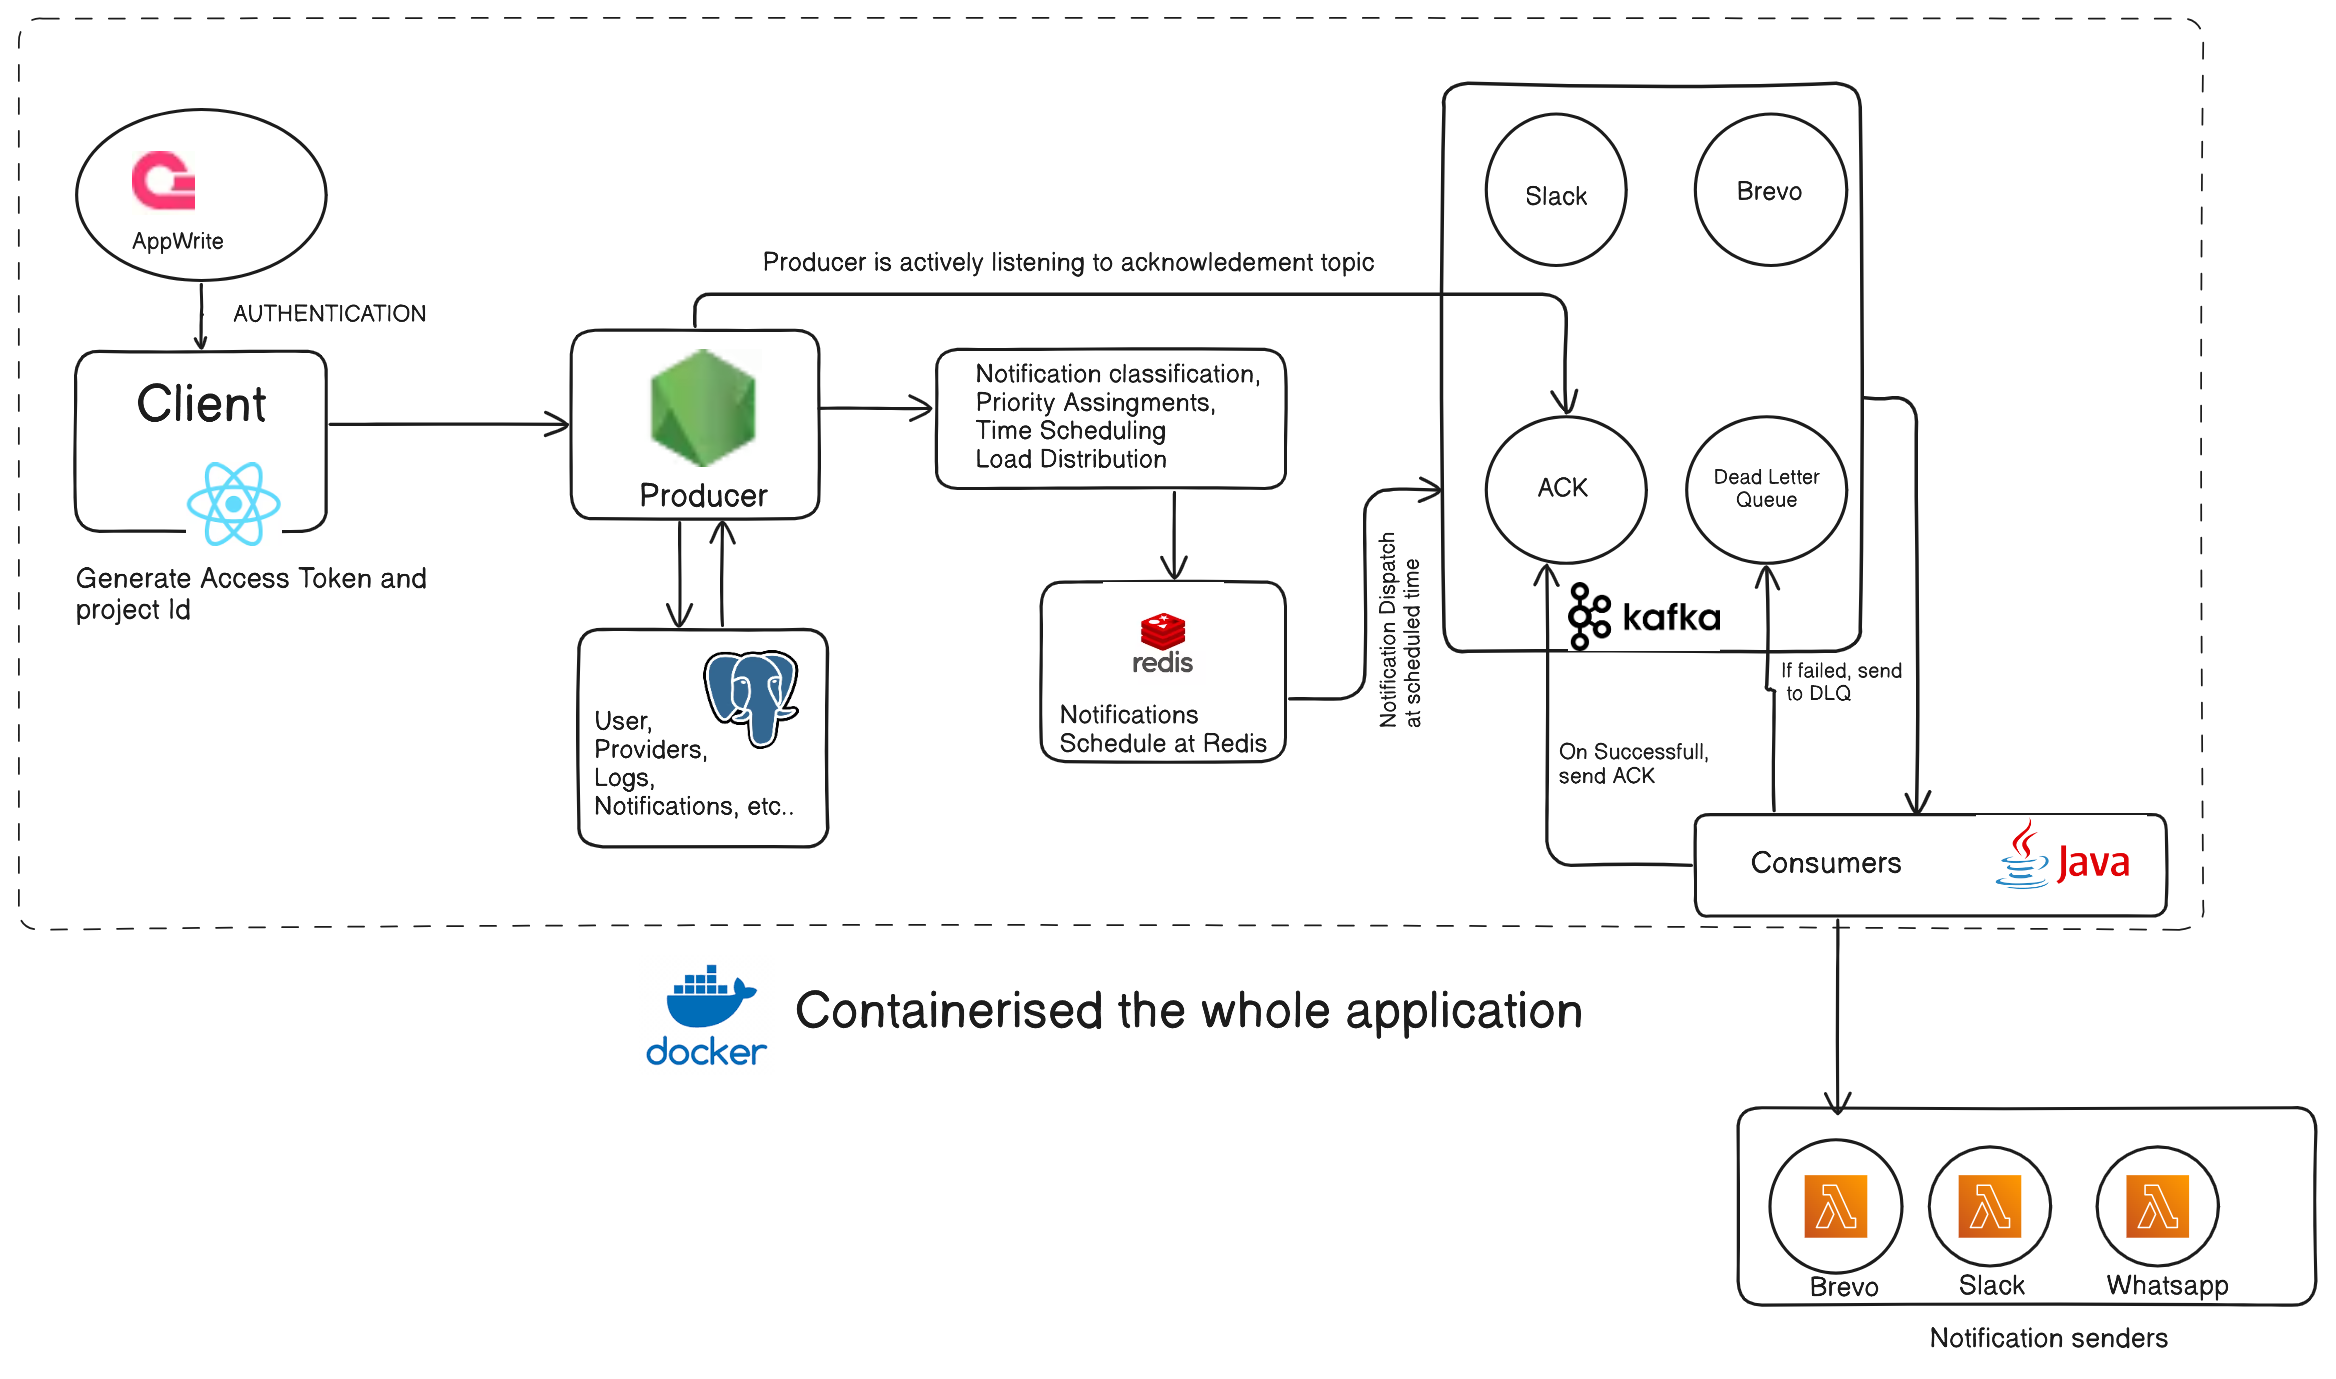 AppWrite
AUTHENTICATION
Client
Generate Access Token and
project Id
Producer
User,
Providers,
Logs,
Notifications, etc..
Producer is actively listening to acknowledement topic
Notification classification,
Priority Assingments,
Time Scheduling
Load Distribution
redis
Notifications
Schedule at Redis
Notification Dispatch
at scheduled time
Slack
Brevo
ACK
Dead Letter
Queue
kafka
If failed, send
to DLQ
On Successfull,
send ACK
Consumers
Java
docker
Containerised the whole application
Brevo
Slack
Whatsapp
Notification senders